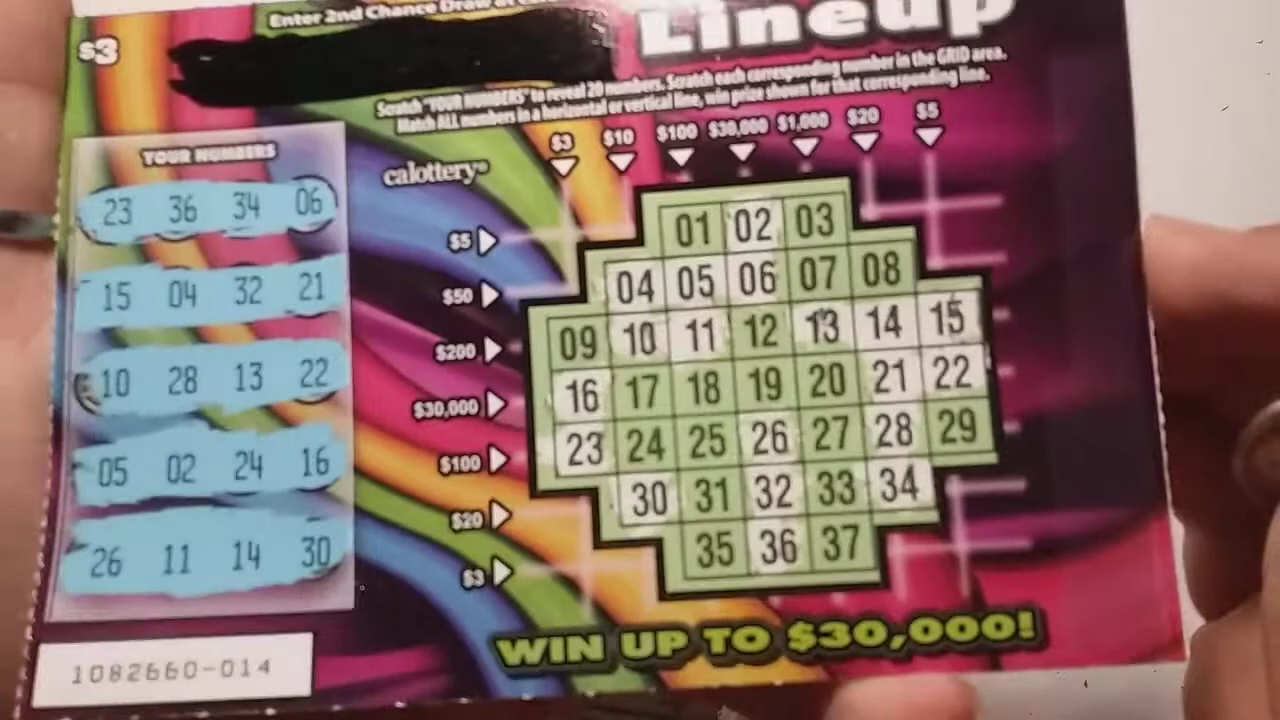 Enter 2nd Chance Draw at
Lineup
$3
Scratch "YOUR NUMBERS" to reveal 20 numbers. Scratch each corresponding number in the GRID area.
Match ALL numbers in a horizontal or vertical line, win prize shown for that corresponding line.
$3 $10 $100 $30,000 $1,000 $20 $5
YOUR NUMBERS
calottery
23 36 34 06
15 04 32 21
10 28 13 22
05 02 24 16
26 11 14 30
$5 01 02 03
$50 04 05 06 07 08
$200 09 10 11 12 13 14 15
$30,000 16 17 18 19 20 21 22
$100 23 24 25 26 27 28 29
$20 30 31 32 33 34
$3 35 36 37
WIN UP TO $30,000!
1082660-014